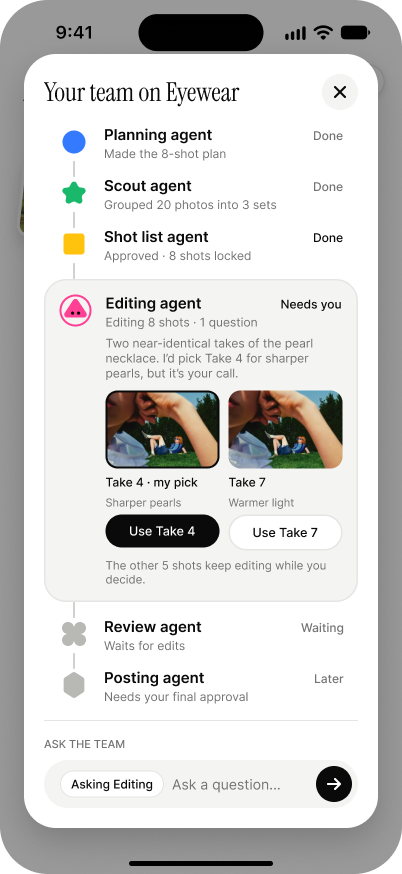 9:41
Your team on Eyewear
Planning agent
Done
Made the 8-shot plan
Scout agent
Done
Grouped 20 photos into 3 sets
Shot list agent
Done
Approved · 8 shots locked
Editing agent
Needs you
Editing 8 shots · 1 question
Two near-identical takes of the pearl
necklace. I'd pick Take 4 for sharper
pearls, but it's your call.
Take 4 · my pick
Take 7
Sharper pearls
Warmer light
Use Take 4
Use Take 7
The other 5 shots keep editing while you
decide.
Review agent
Waiting
Waits for edits
Posting agent
Later
Needs your final approval
ASK THE TEAM
Asking Editing
Ask a question...